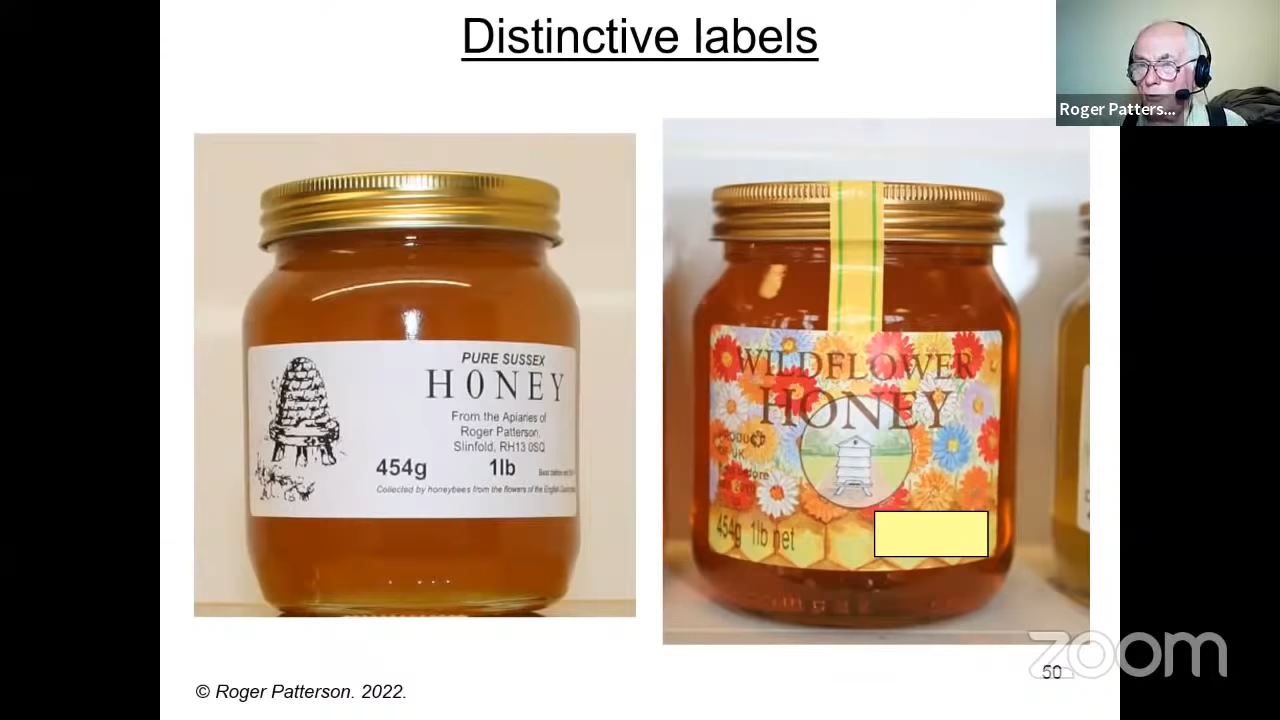 Distinctive labels
Roger Patters...
PURE SUSSEX
HONEY
From the Apiaries of
Roger Patterson,
Slinfold, RH13 0SQ
454g 1lb
Collected by honeybees from the flowers of the English
WILDFLOWER
HONEY
454g 1lb net
zoom
50
© Roger Patterson. 2022.